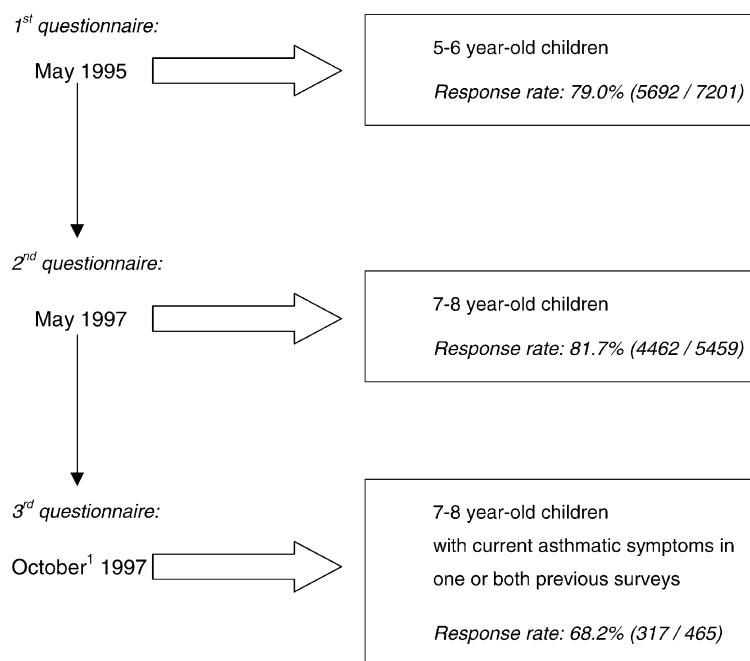 1st questionnaire:
May 1995
5-6 year-old children
Response rate: 79.0% (5692 / 7201)
2nd questionnaire:
May 1997
7-8 year-old children
Response rate: 81.7% (4462 / 5459)
3rd questionnaire:
October1 1997
7-8 year-old children
with current asthmatic symptoms in
one or both previous surveys
Response rate: 68.2% (317 / 465)